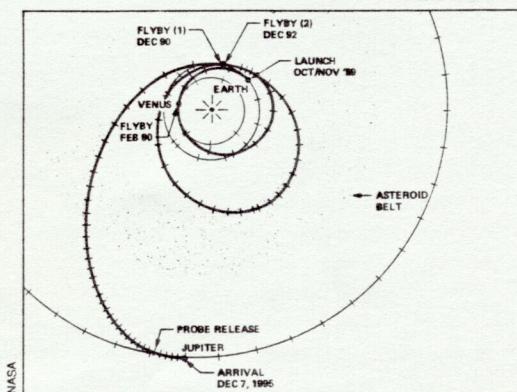 FLYBY (1)
DEC 90
FLYBY (2)
DEC 92
LAUNCH
OCT/NOV '89
EARTH
VENUS
FLYBY
FEB 90
ASTEROID
BELT
PROBE RELEASE
JUPITER
ARRIVAL
DEC 7, 1995
NASA